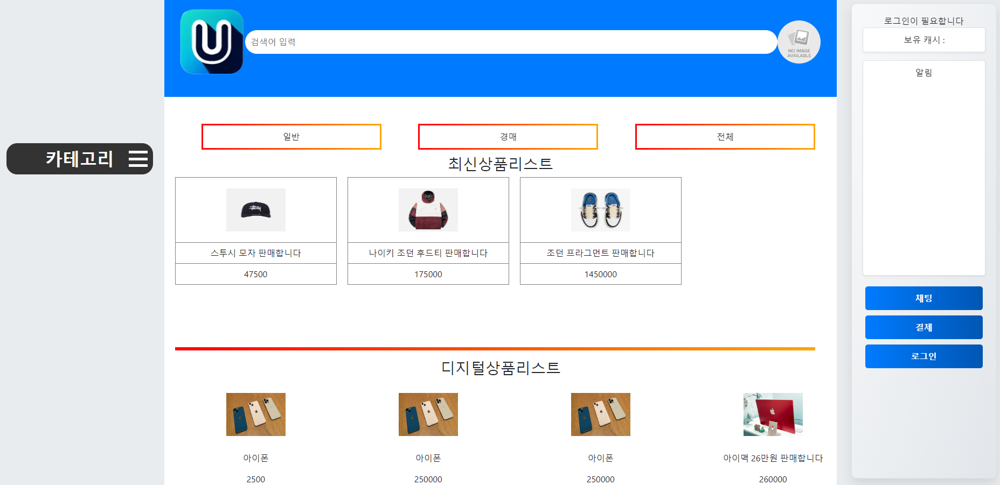 U
검색어 입력
NO IMAGE
AVAILABLE
로그인이 필요합니다
보유 캐시 :
알림
카테고리
일반
경매
전체
최신상품리스트
스투시 모자 판매합니다
나이키 조던 후드티 판매합니다
조던 프라그먼트 판매합니다
47500
175000
1450000
채팅
결제
로그인
디지털상품리스트
아이폰
아이폰
아이폰
아이맥 26만원 판매합니다
2500
250000
250000
260000